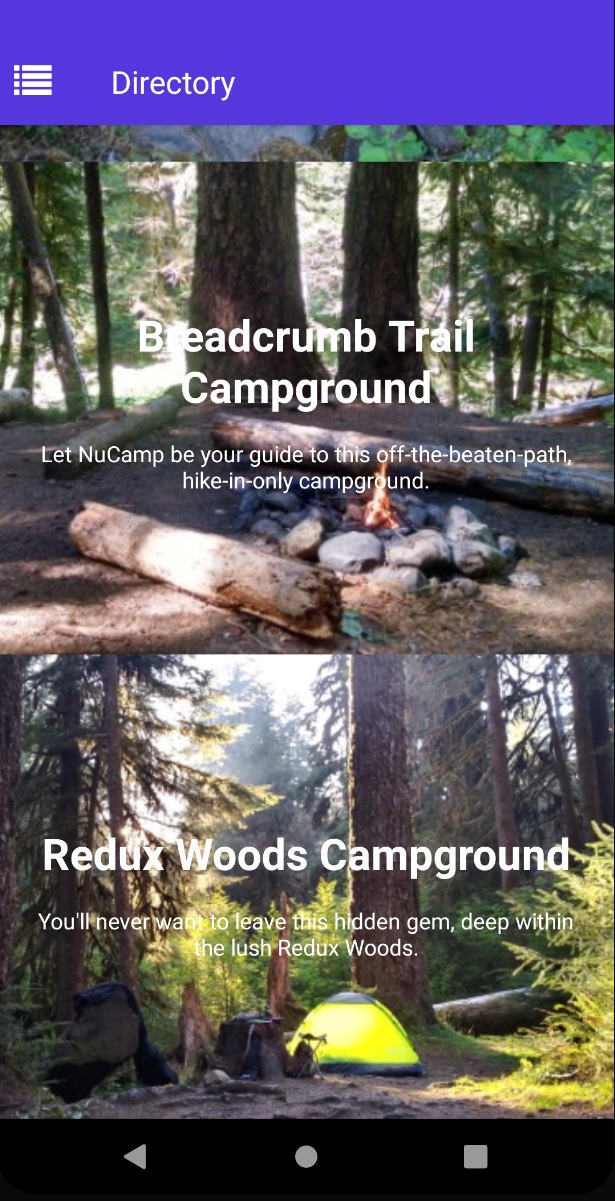 Directory
Breadcrumb Trail
Campground
Let NuCamp be your guide to this off-the-beaten-path,
hike-in-only campground.
Redux Woods Campground
You'll never want to leave this hidden gem, deep within
the lush Redux Woods.